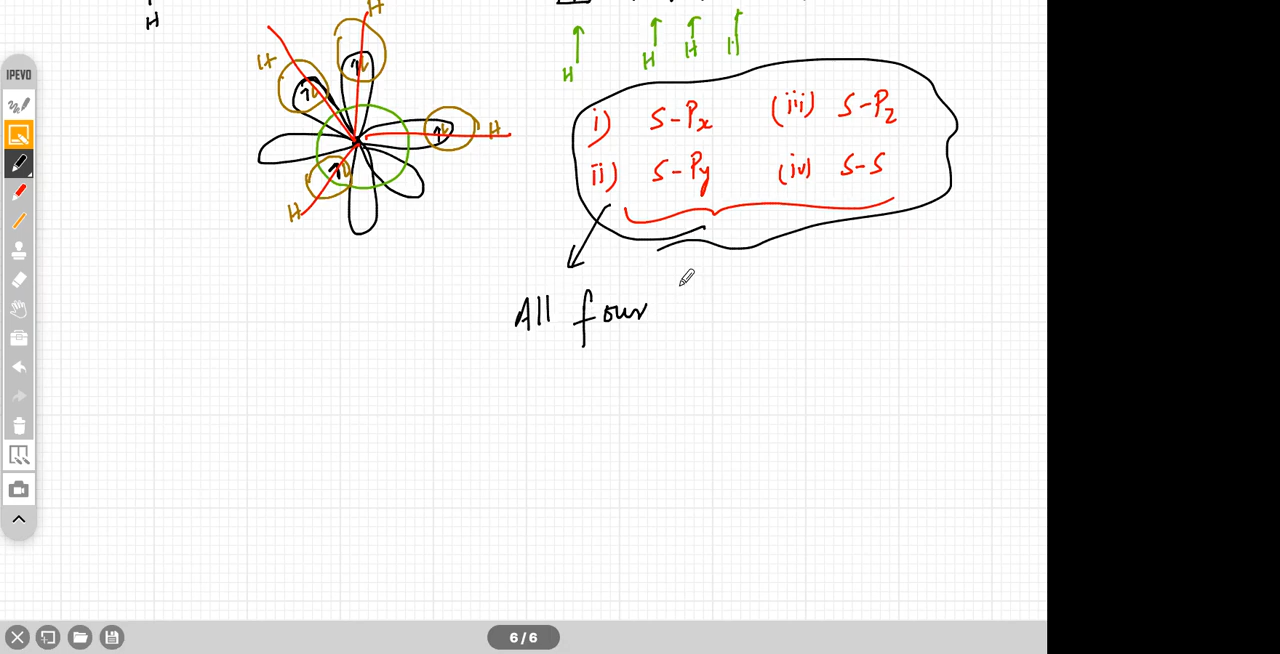 H
H
H
H
H
IPEVO
H
H
H
H
i) S-Px (iii) S-Pz
ii) S-Py (iv) S-S
All four
6/6